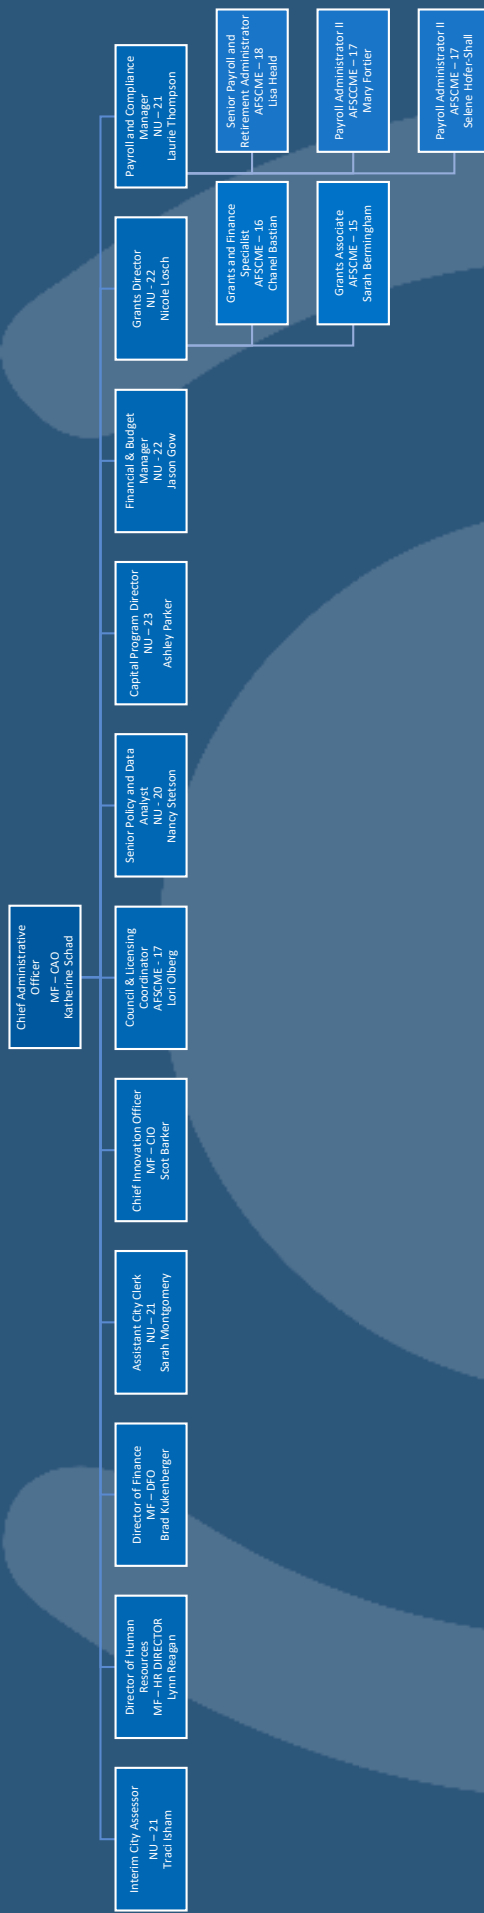 Chief Administrative
Officer
MF – CAO
Katherine Schad
Interim City Assessor
NU – 21
Traci Isham
Director of Human
Resources
MF – HR DIRECTOR
Lynn Reagan
Director of Finance
MF – DFO
Brad Kukenberger
Assistant City Clerk
NU – 21
Sarah Montgomery
Chief Innovation Officer
MF – CIO
Scot Barker
Council & Licensing
Coordinator
AFSCME - 17
Lori Olberg
Senior Policy and Data
Analyst
NU - 20
Nancy Stetson
Capital Program Director
NU – 23
Ashley Parker
Financial & Budget
Manager
NU - 22
Jason Gow
Grants Director
NU - 22
Nicole Losch
Payroll and Compliance
Manager
NU – 21
Laurie Thompson
Grants and Finance
Specialist
AFSCME – 16
Chanel Bastian
Grants Associate
AFSCME – 15
Sarah Bermingham
Senior Payroll and
Retirement Administrator
AFSCME – 18
Lisa Heald
Payroll Administrator II
AFSCCME – 17
Mary Fortier
Payroll Administrator II
AFSCME – 17
Selene Hofer-Shall